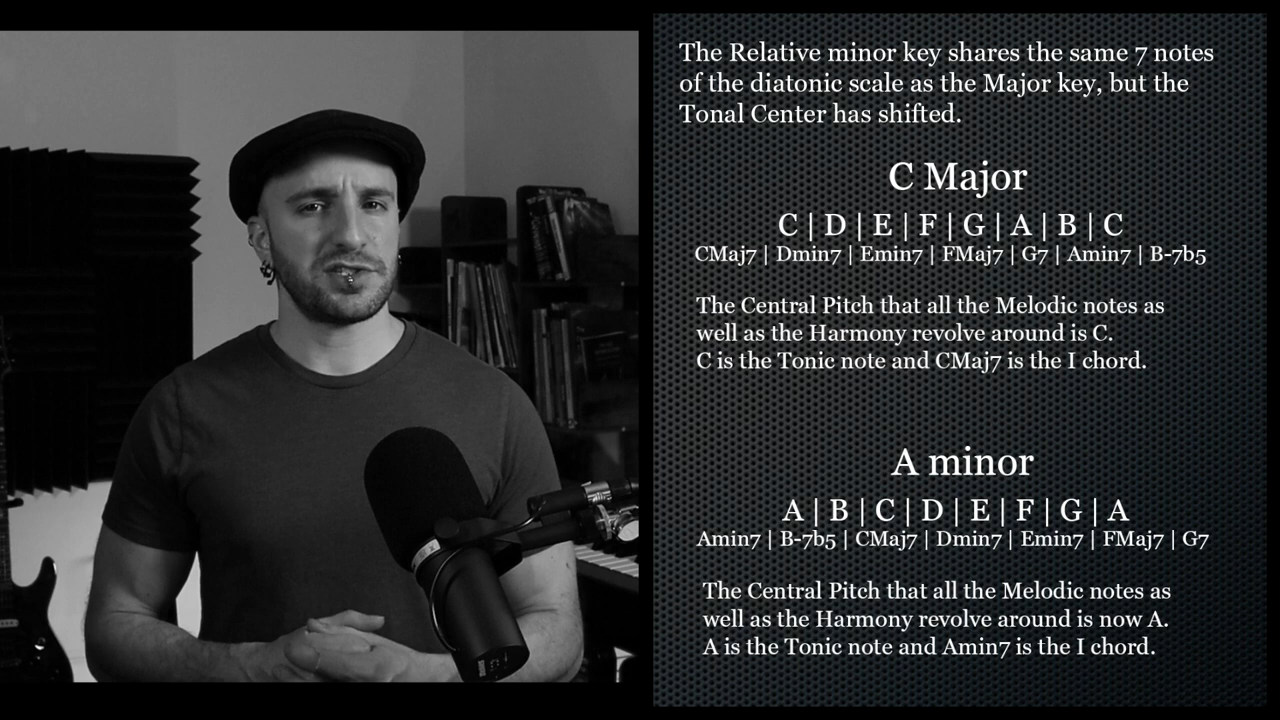 The Relative minor key shares the same 7 notes
of the diatonic scale as the Major key, but the
Tonal Center has shifted.
C Major
C | D | E | F | G | A | B | C
CMaj7 | Dmin7 | Emin7 | FMaj7 | G7 | Amin7 | B-7b5
The Central Pitch that all the Melodic notes as
well as the Harmony revolve around is C.
C is the Tonic note and CMaj7 is the I chord.
A minor
A | B | C | D | E | F | G | A
Amin7 | B-7b5 | CMaj7 | Dmin7 | Emin7 | FMaj7 | G7
The Central Pitch that all the Melodic notes as
well as the Harmony revolve around is now A.
A is the Tonic note and Amin7 is the I chord.